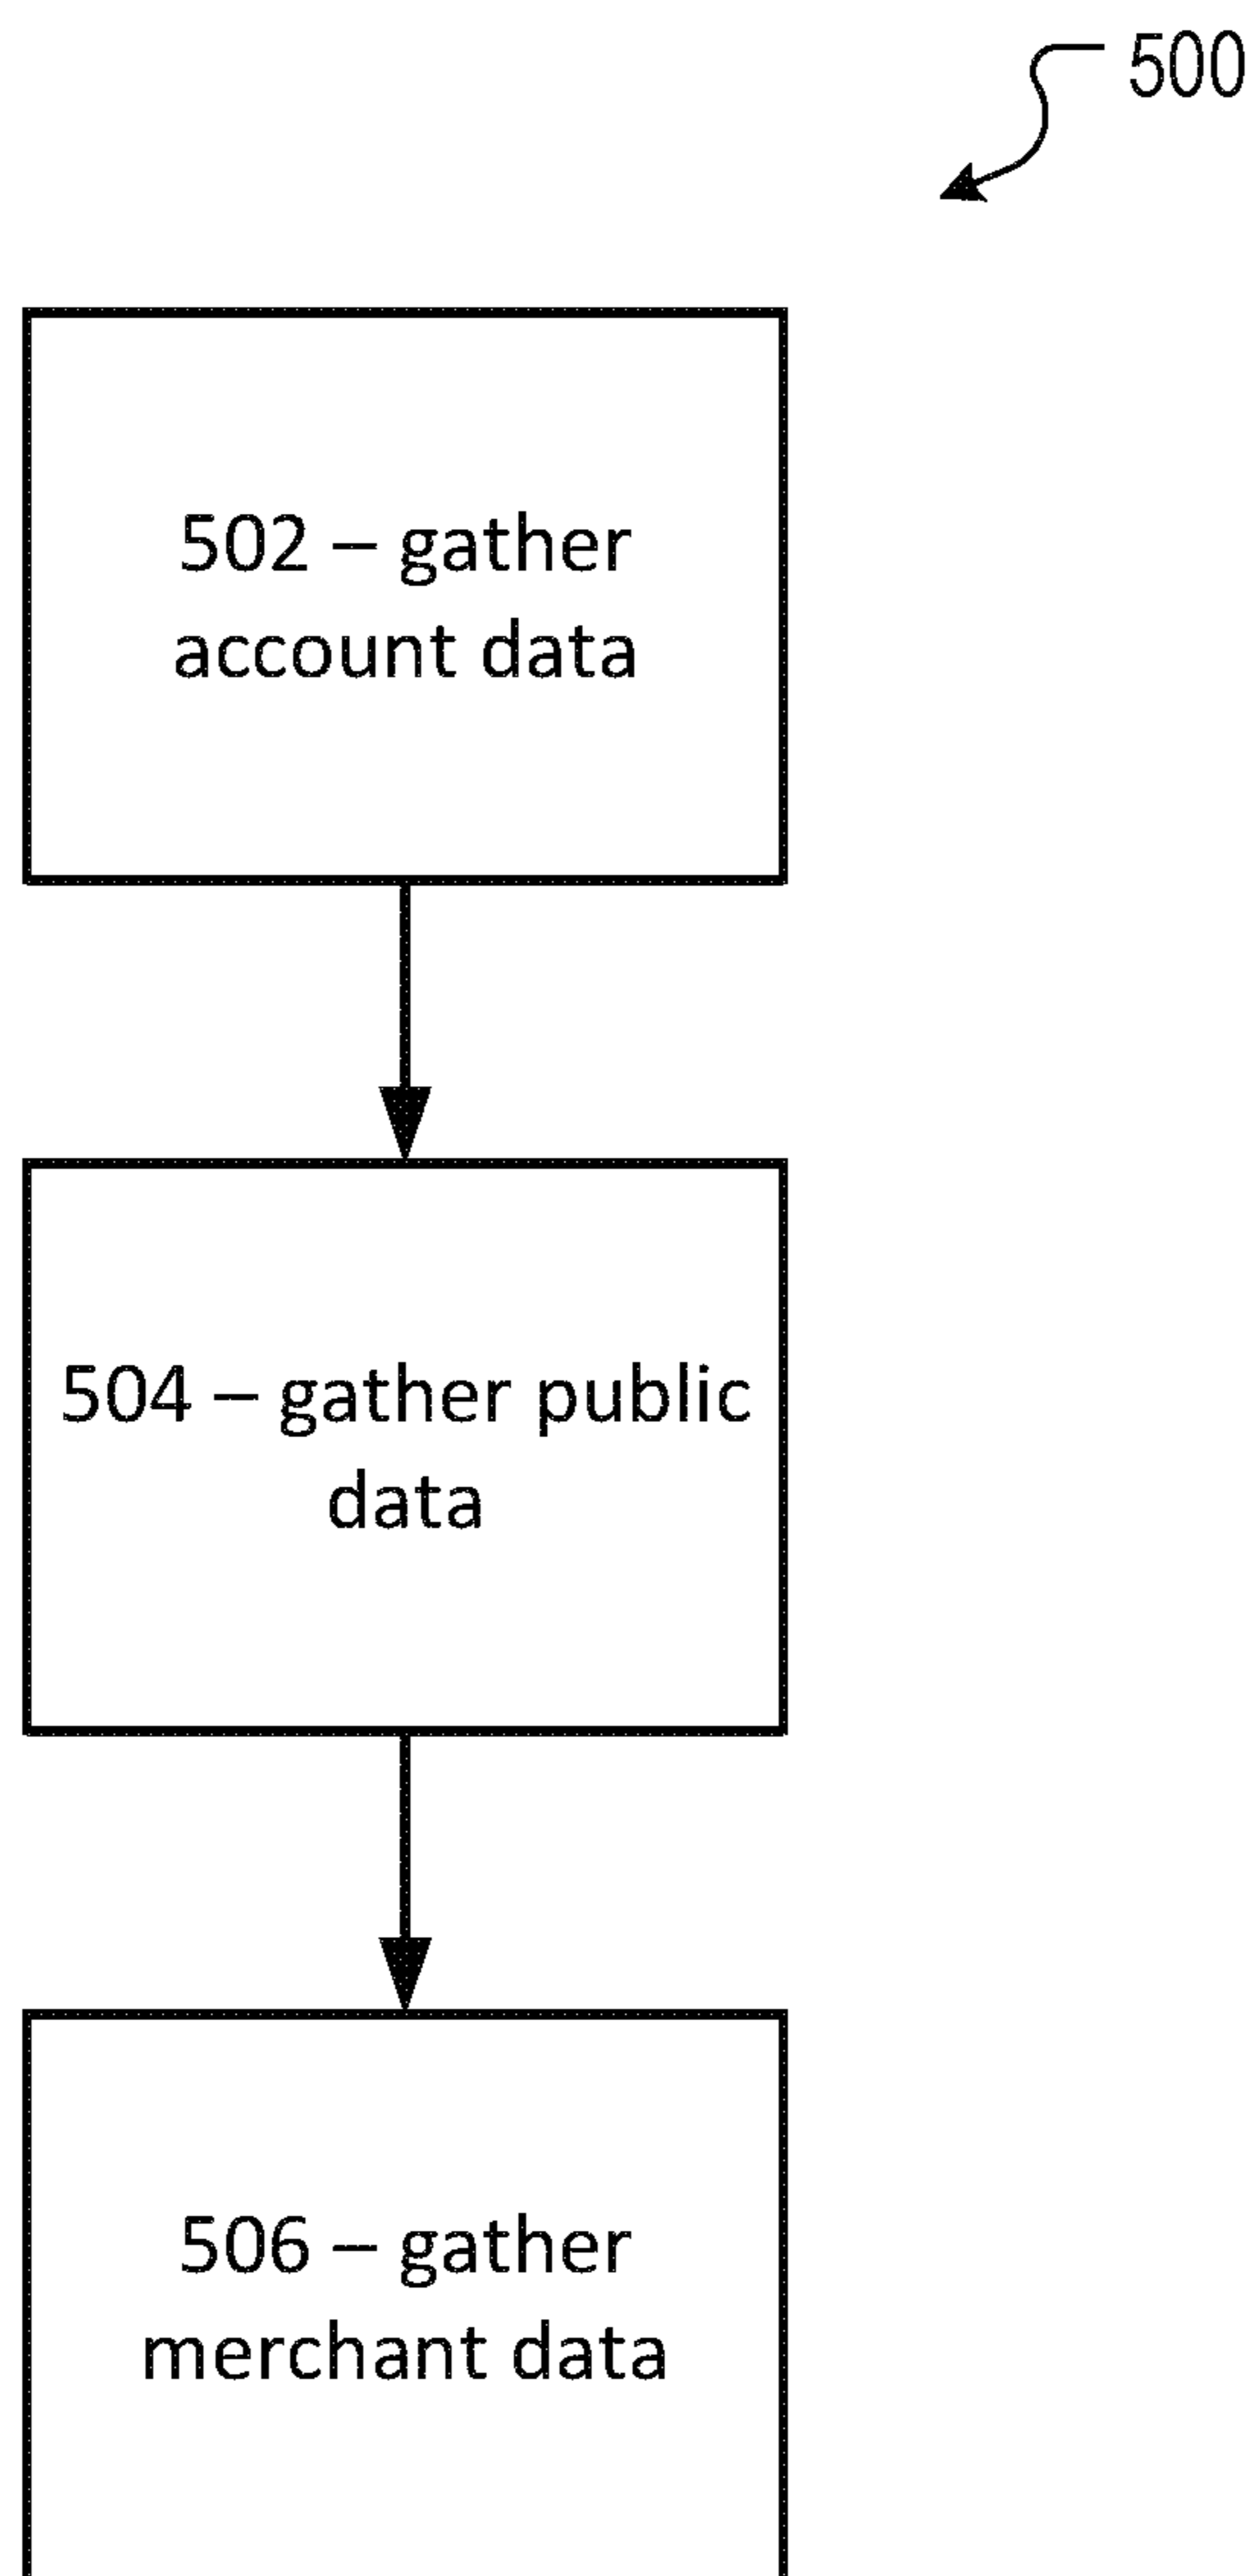 500
502 – gather
account data
504 – gather public
data
506 – gather
merchant data